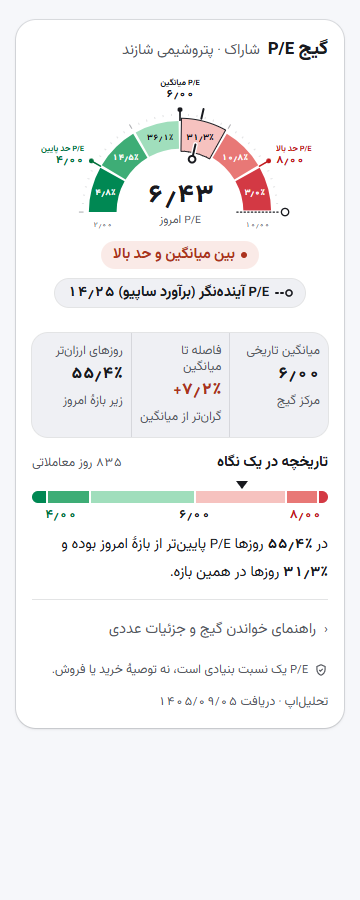 گیج P/E شاراک · پتروشیمی شازند
P/E میانگین
۶٫۰۰
P/E حد پایین
۴٫۰۰
P/E حد بالا
۸٫۰۰
۴٫۸٪
۱۴٫۵٪
۳۶٫۱٪
۳۱٫۳٪
۱۰٫۸٪
۳٫۰٪
۲٫۰۰
۱۰٫۰۰
۶٫۴۳
P/E امروز
بین میانگین و حد بالا
P/E آینده‌نگر (برآورد ساپیو) ۱۴٫۲۵
میانگین تاریخی
۶٫۰۰
مرکز گیج
فاصله تا میانگین
+۷٫۲٪
گران‌تر از میانگین
روزهای ارزان‌تر
۵۵٫۴٪
زیر بازهٔ امروز
تاریخچه در یک نگاه
۸۳۵ روز معاملاتی
۸٫۰۰
۶٫۰۰
۴٫۰۰
در ۵۵٫۴٪ روزها P/E پایین‌تر از بازهٔ امروز بوده و
۳۱٫۳٪ روزها در همین بازه.
‹ راهنمای خواندن گیج و جزئیات عددی
P/E یک نسبت بنیادی است، نه توصیهٔ خرید یا فروش.
تحلیل‌اپ · دریافت ۱۴۰۵/۰۹/۰۵